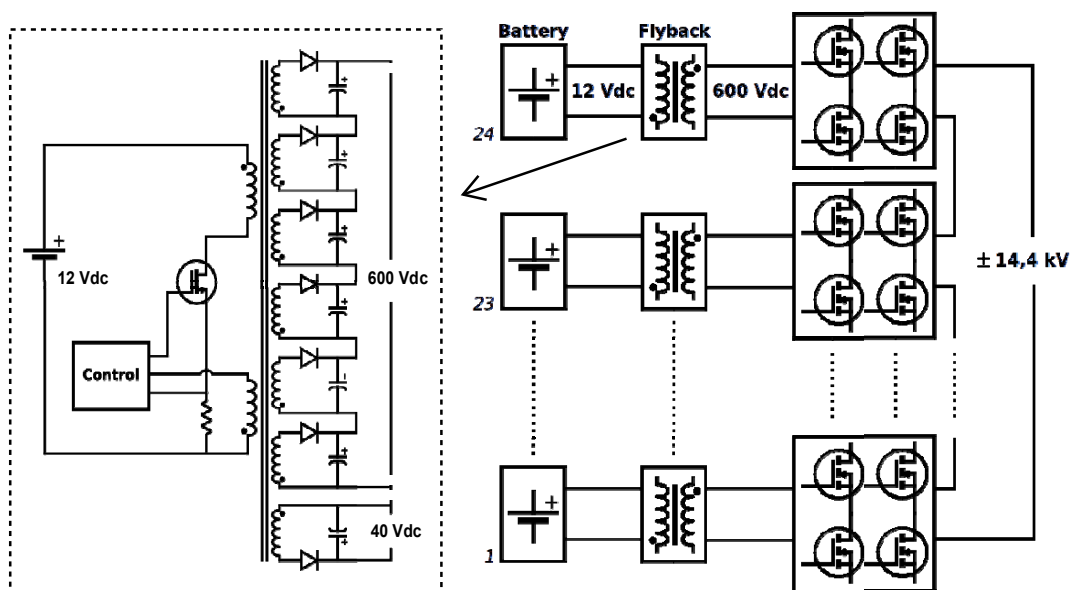 12 Vdc
Control
600 Vdc
40 Vdc
Battery
Flyback
12 Vdc
600 Vdc
24
23
1
± 14,4 kV